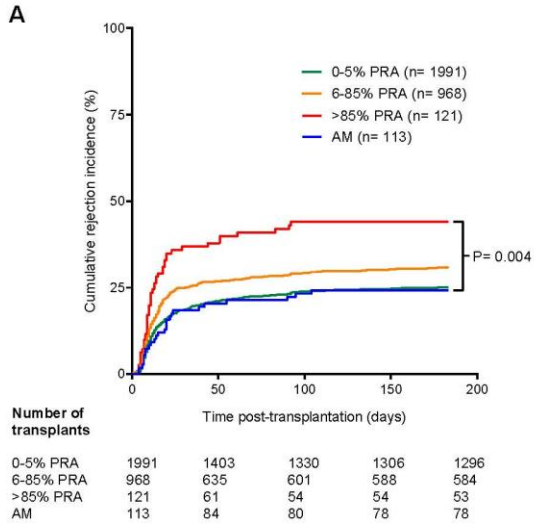 A
100
75
50
25
0
Cumulative rejection incidence (%)
0-5% PRA (n= 1991)
6-85% PRA (n= 968)
>85% PRA (n= 121)
AM (n= 113)
P= 0.004
0 50 100 150 200
Time post-transplantation (days)
Number of
transplants
0-5% PRA 1991 1403 1330 1306 1296
6-85% PRA 968 635 601 588 584
>85% PRA 121 61 54 54 53
AM 113 84 80 78 78